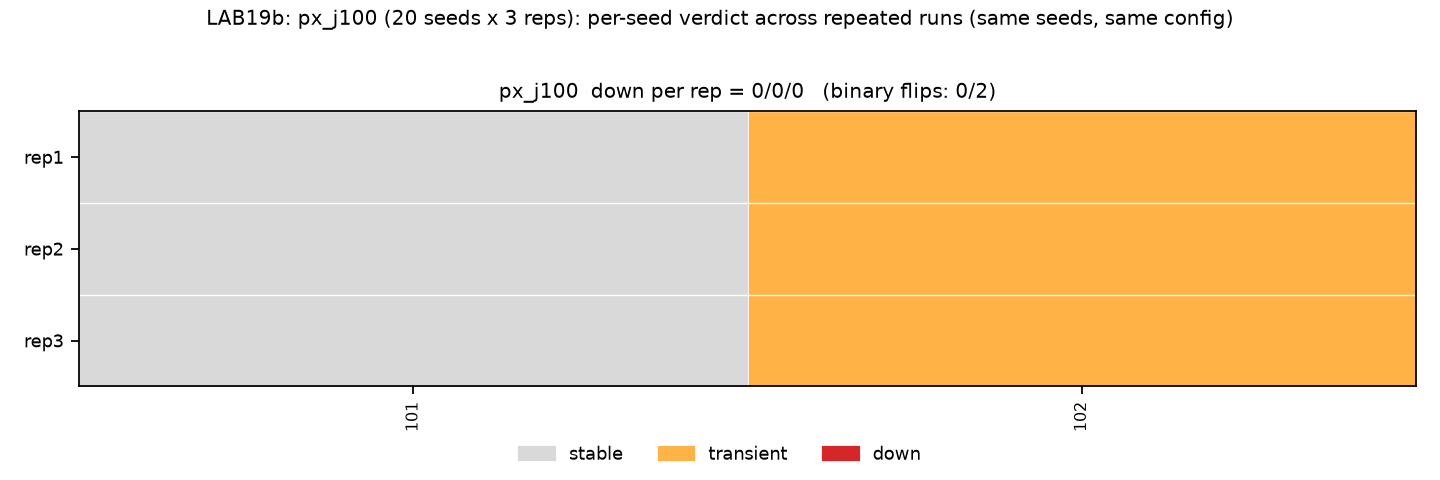 LAB19b: px_j100 (20 seeds x 3 reps): per-seed verdict across repeated runs (same seeds, same config)
px_j100  down per rep = 0/0/0   (binary flips: 0/2)
rep1
rep2
rep3
101
102
stable
transient
down